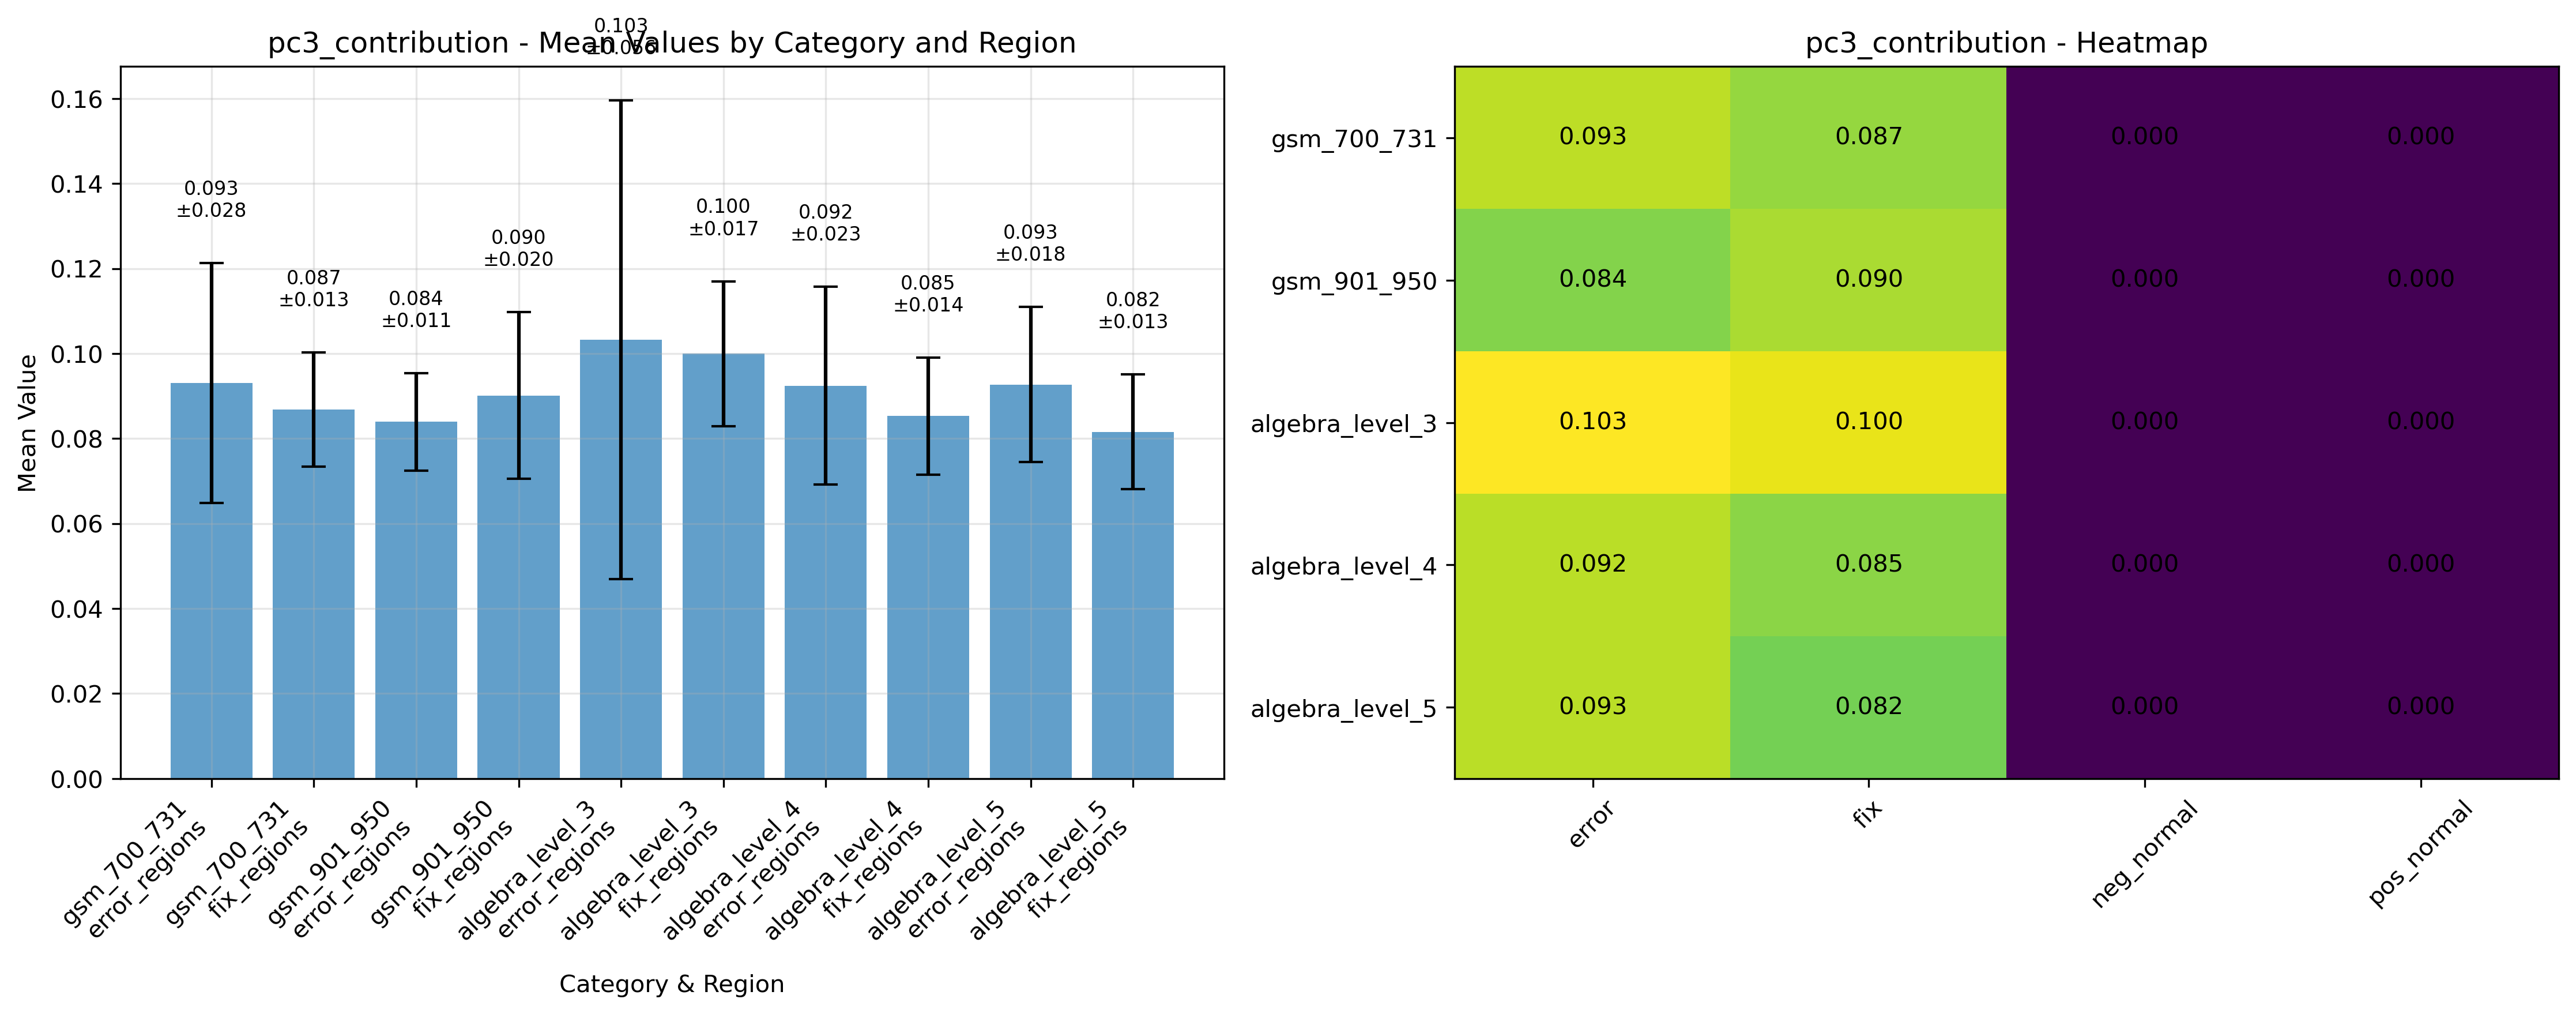 0.103
±0.056
pc3_contribution - Mean Values by Category and Region
0.16
0.14
0.12
0.10
0.08
0.06
0.04
0.02
0.00
Mean Value
0.093
±0.028
0.087
±0.013
0.084
±0.011
0.090
±0.020
0.100
±0.017
0.092
±0.023
0.085
±0.014
0.093
±0.018
0.082
±0.013
gsm_700_731
error_regions
gsm_700_731
fix_regions
gsm_901_950
error_regions
gsm_901_950
fix_regions
algebra_level_3
error_regions
algebra_level_3
fix_regions
algebra_level_4
error_regions
algebra_level_4
fix_regions
algebra_level_5
error_regions
algebra_level_5
fix_regions
Category & Region
pc3_contribution - Heatmap
gsm_700_731 0.093 0.087 0.000 0.000
gsm_901_950 0.084 0.090 0.000 0.000
algebra_level_3 0.103 0.100 0.000 0.000
algebra_level_4 0.092 0.085 0.000 0.000
algebra_level_5 0.093 0.082 0.000 0.000
error fix neg_normal pos_normal